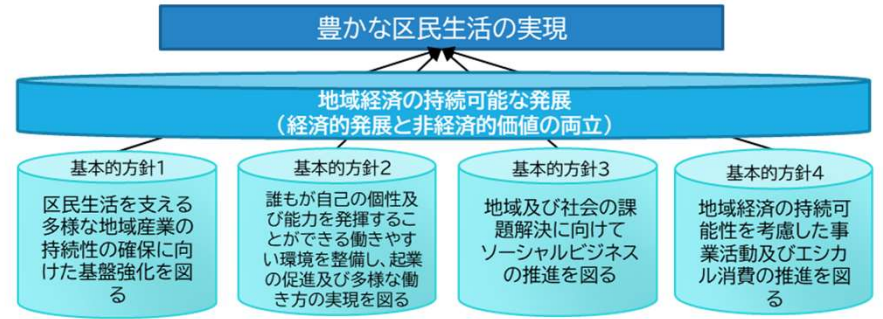 豊かな区民生活の実現
地域経済の持続可能な発展
（経済的発展と非経済的価値の両立）
基本的方針1
区民生活を支える
多様な地域産業の
持続性の確保に向
けた基盤強化を図
る
基本的方針2
誰もが自己の個性及
び能力を発揮するこ
とができる働きやす
い環境を整備し、起業
の促進及び多様な働
き方の実現を図る
基本的方針3
地域及び社会の課
題解決に向けて
ソーシャルビジネス
の推進を図る
基本的方針4
地域経済の持続可
能性を考慮した事
業活動及びエシカ
ル消費の推進を図
る